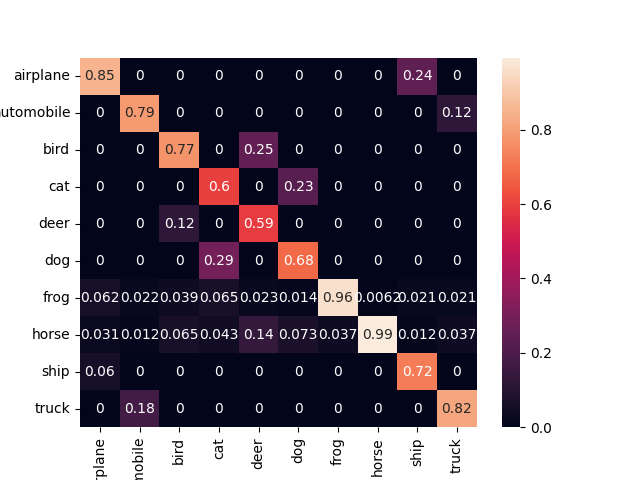 airplane 0.85 0 0 0 0 0 0 0 0.24 0
utomobile 0 0.79 0 0 0 0 0 0 0 0.12
bird 0 0 0.77 0 0.25 0 0 0 0 0
cat 0 0 0 0.6 0 0.23 0 0 0 0
deer 0 0 0.12 0 0.59 0 0 0 0 0
dog 0 0 0 0.29 0 0.68 0 0 0 0
frog 0.062 0.022 0.039 0.065 0.023 0.014 0.96 0.0062 0.021 0.021
horse 0.031 0.012 0.065 0.043 0.14 0.073 0.037 0.99 0.012 0.037
ship 0.06 0 0 0 0 0 0 0 0.72 0
truck 0 0.18 0 0 0 0 0 0 0 0.82
rplane mobile bird cat deer dog frog horse ship truck
0.8
0.6
0.4
0.2
0.0